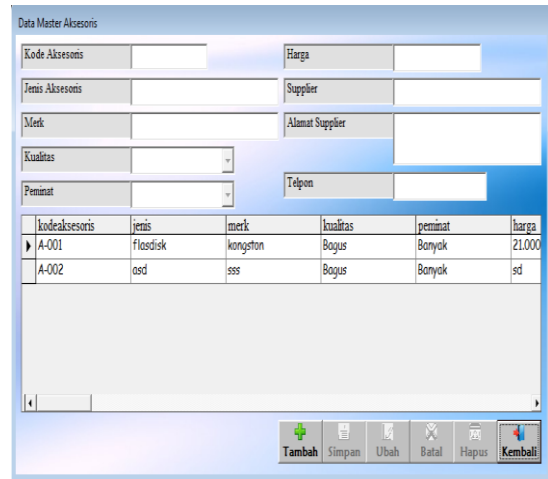 Data Master Aksesoris
Kode Aksesoris
Harga
Jenis Aksesoris
Supplier
Merk
Alamat Supplier
Kualitas
Peminat
Telpon
kodeaksesoris jenis merk kualitas peminat harga
A-001 flasdisk kongston Bagus Banyak 21.000
A-002 asd sss Bagus Banyak sd
Tambah Simpan Ubah Batal Hapus Kembali